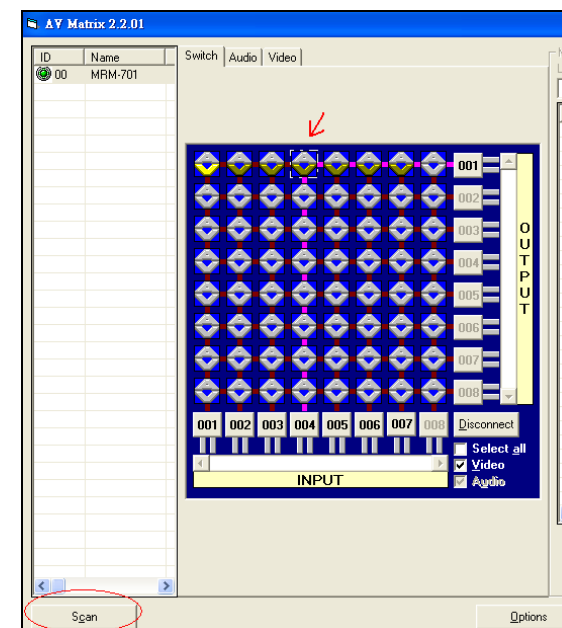 AV Matrix 2.2.01
ID Name
00 MRM-701
Switch Audio Video
001
002
003
004
005
006
007
008
OUTPUT
001 002 003 004 005 006 007 008
Disconnect
Select all
Video
Audio
INPUT
Scan
Options